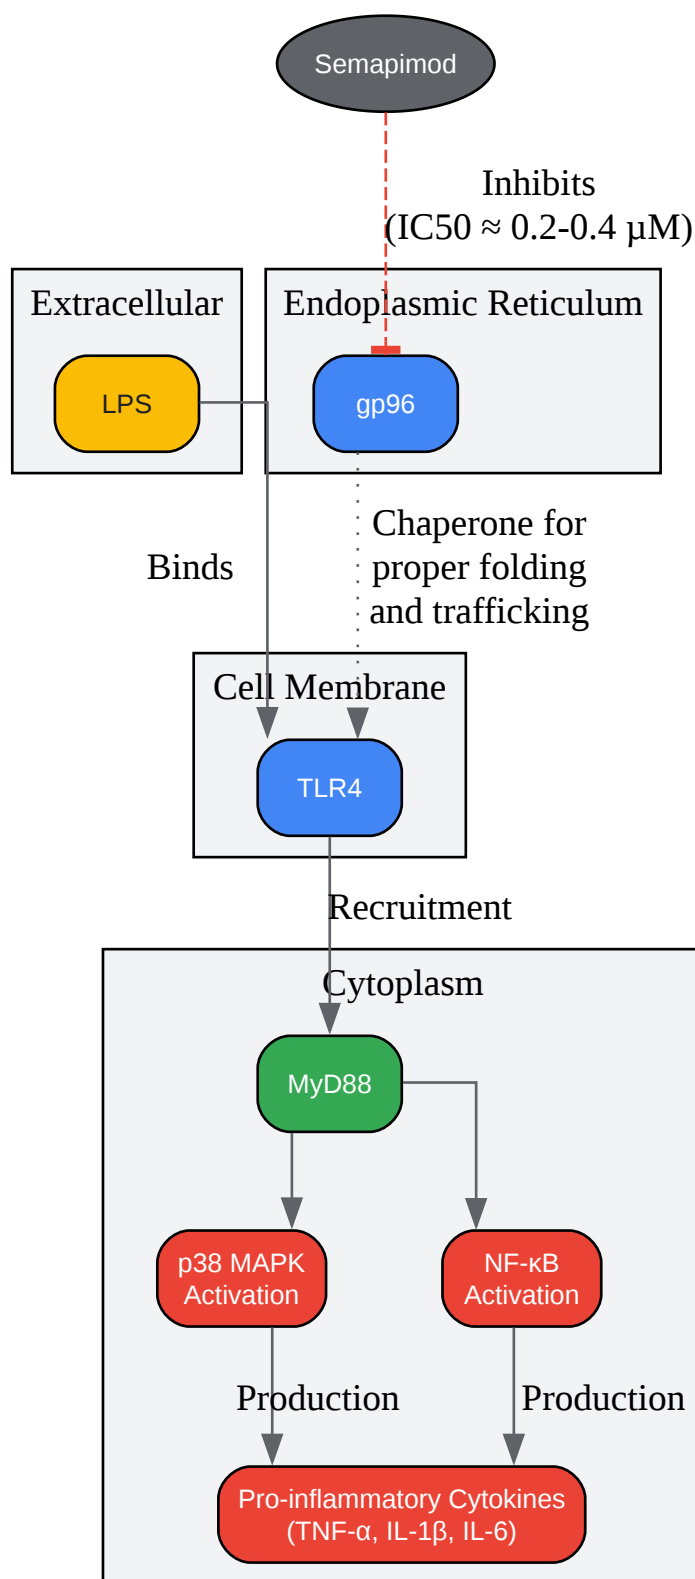 Semapimod
Inhibits
(IC50 ≈ 0.2-0.4 µM)
Extracellular
Endoplasmic Reticulum
LPS
gp96
Binds
Chaperone for
proper folding
and trafficking
Cell Membrane
TLR4
Recruitment
Cytoplasm
MyD88
p38 MAPK
Activation
NF-κB
Activation
Production
Production
Pro-inflammatory Cytokines
(TNF-α, IL-1β, IL-6)